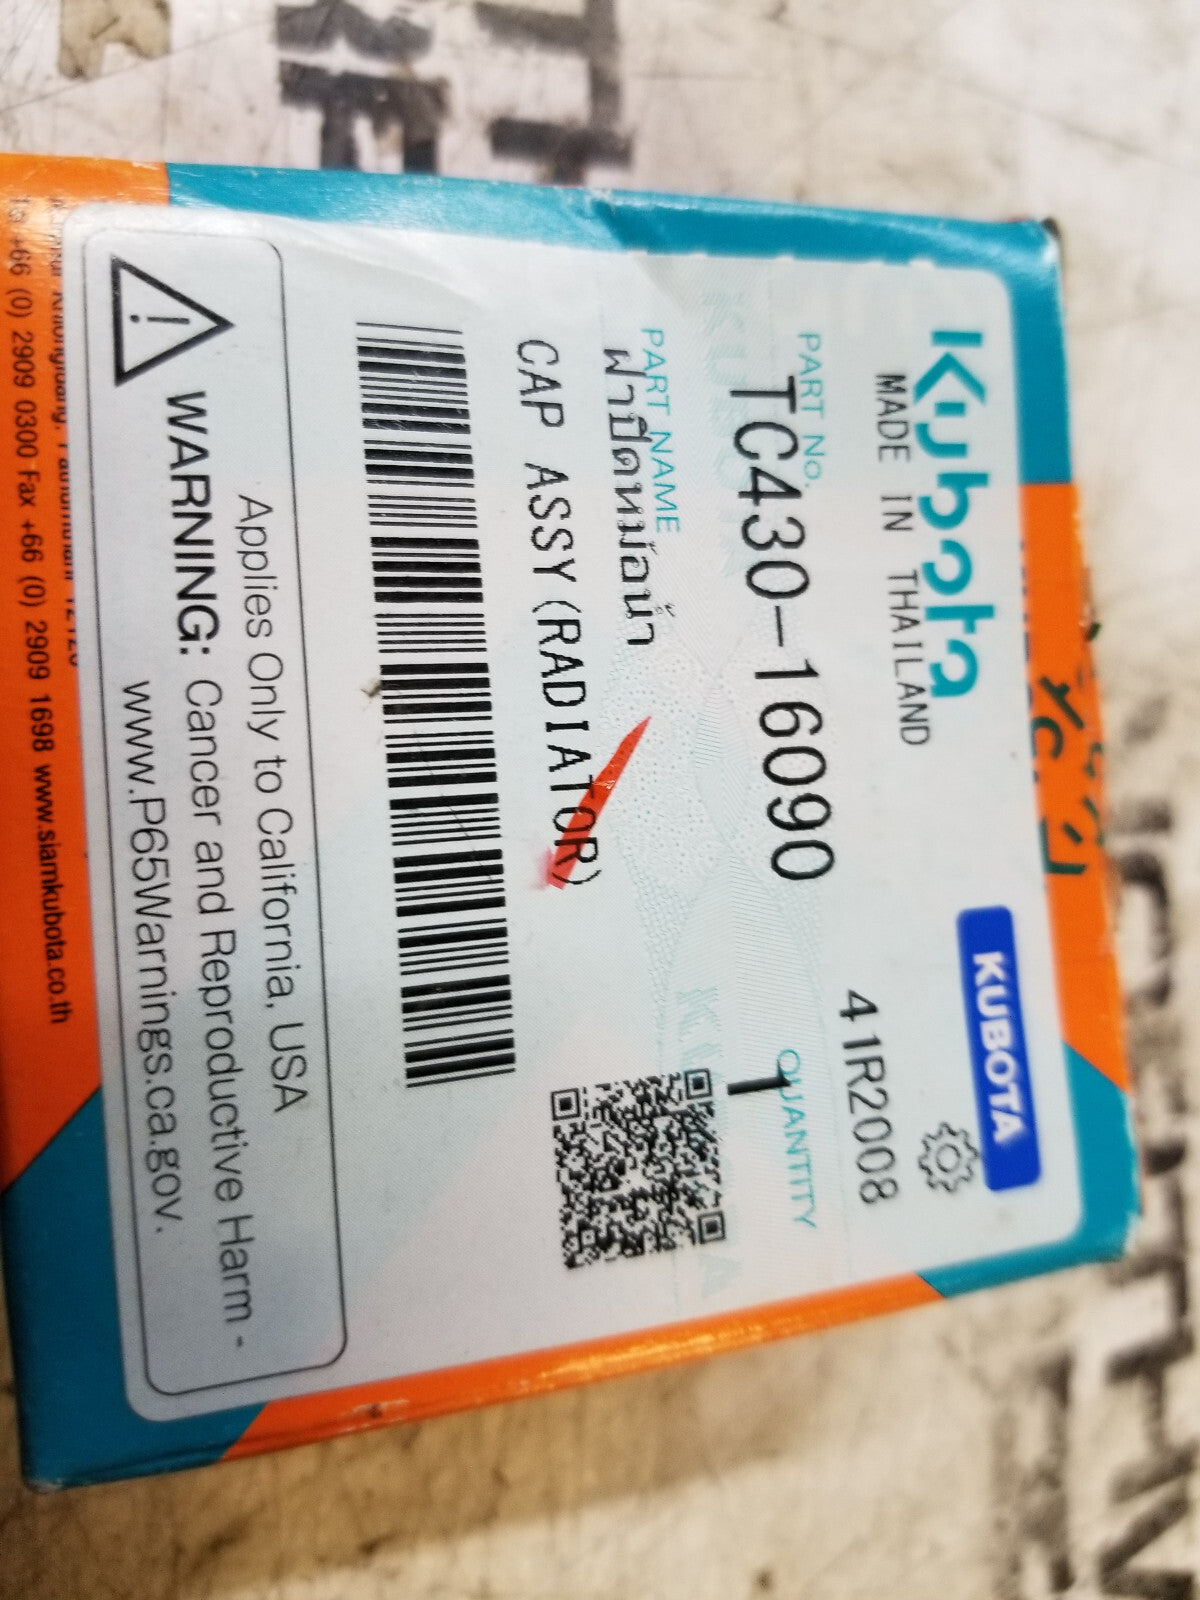 Kubota
MADE IN THAILAND
KUBOTA
41R2008
PART No.
TC430-16090
QUANTITY
1
PART NAME
ฝาปิดหม้อน้ำ
CAP ASSY(RADIATOR)
Applies Only to California, USA
WARNING: Cancer and Reproductive Harm -
www.P65Warnings.ca.gov.
+66 (0) 2909 0300 Fax +66 (0) 2909 1698 www.siamkubota.co.th